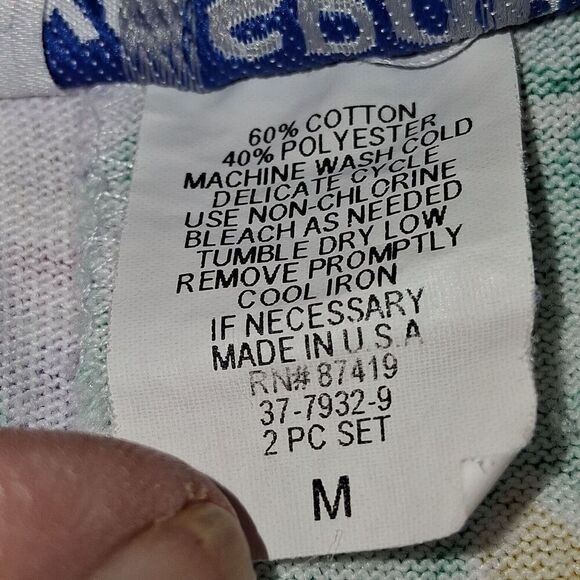 60% COTTON
40% POLYESTER
MACHINE WASH COLD
DELICATE CYCLE
USE NON-CHLORINE
BLEACH AS NEEDED
TUMBLE DRY LOW
REMOVE PROMPTLY
COOL IRON
IF NECESSARY
MADE IN U.S.A
RN# 87419
37-7932-9
2 PC SET
M